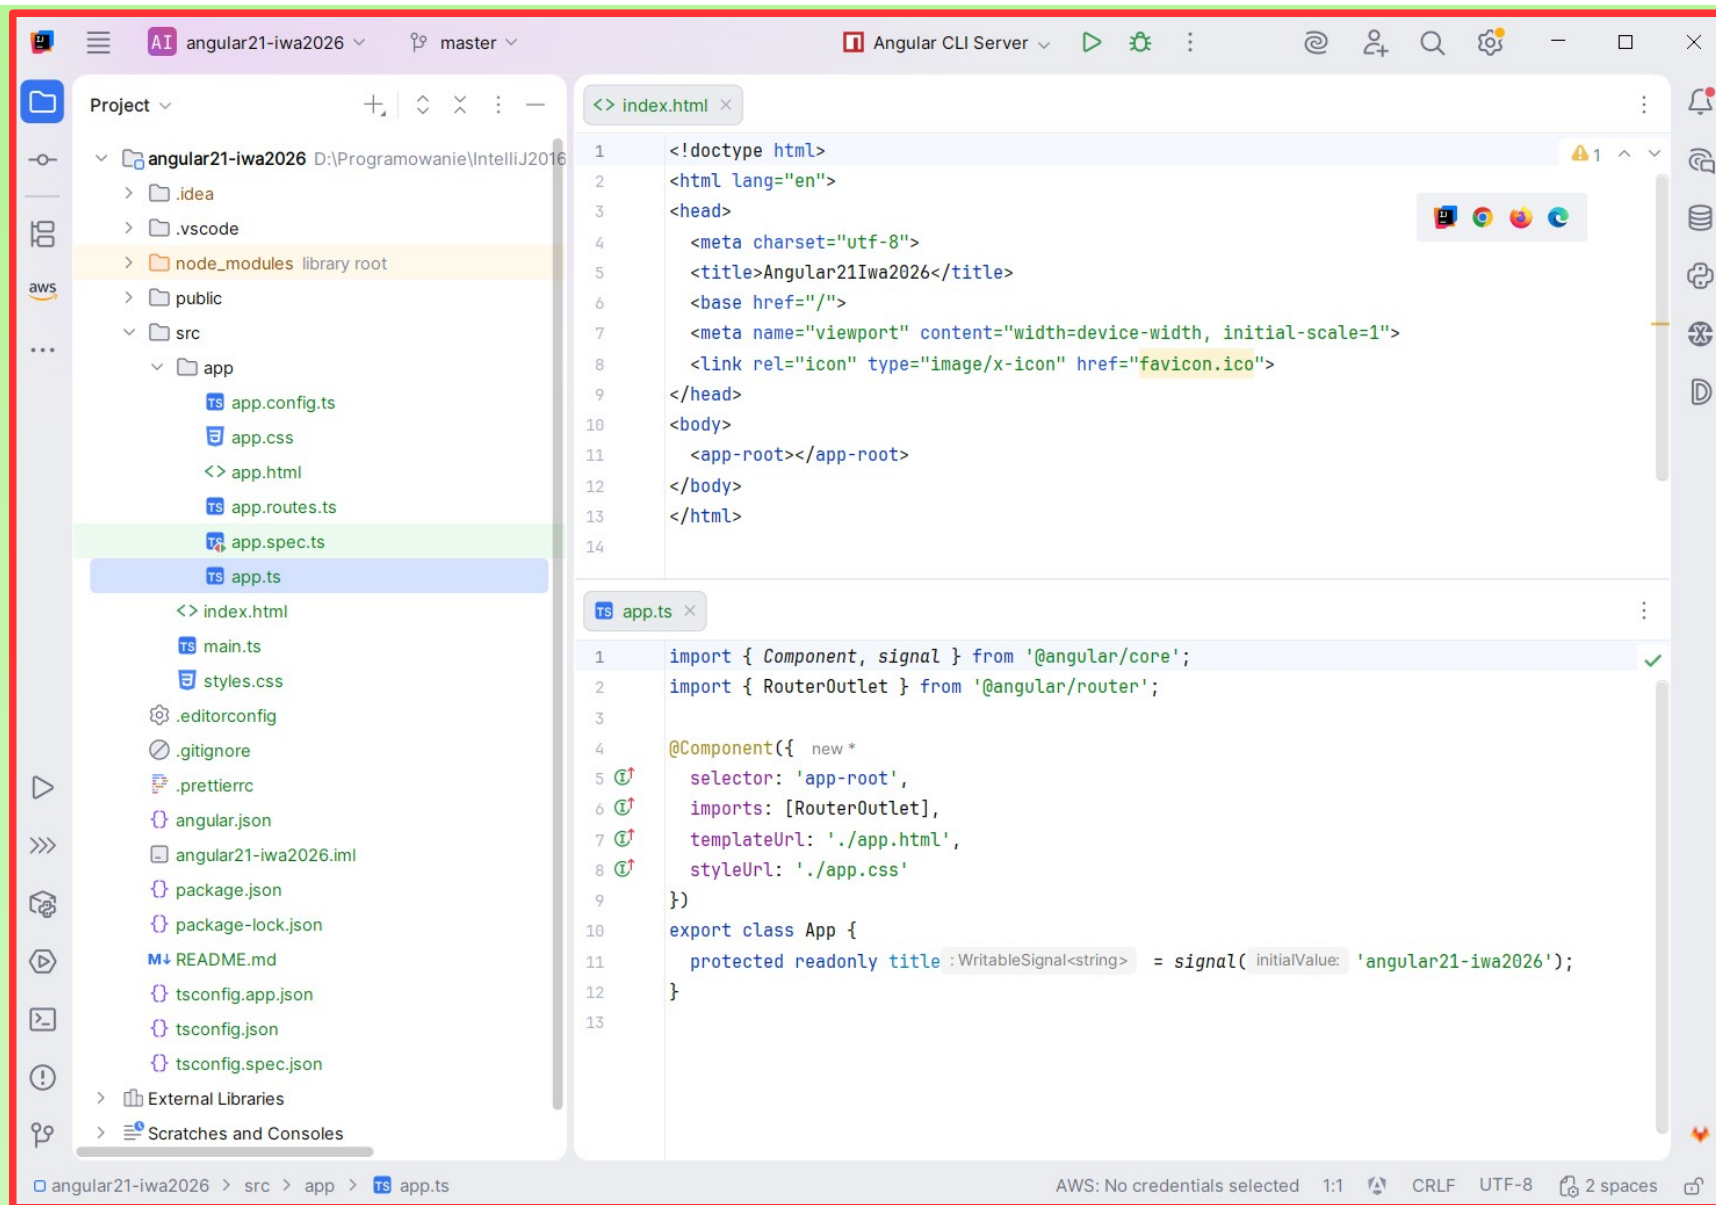 AI angular21-iwa2026 master Angular CLI Server
Project
angular21-iwa2026 D:\Programowanie\IntelliJ2016
.idea
.vscode
node_modules library root
public
src
app
TS app.config.ts
app.css
<> app.html
TS app.routes.ts
TS app.spec.ts
TS app.ts
<> index.html
TS main.ts
styles.css
.editorconfig
.gitignore
.prettierrc
{} angular.json
angular21-iwa2026.iml
{} package.json
{} package-lock.json
M↓ README.md
{} tsconfig.app.json
{} tsconfig.json
{} tsconfig.spec.json
External Libraries
Scratches and Consoles
aws
<> index.html
1 <!doctype html>
2 <html lang="en">
3 <head>
4 <meta charset="utf-8">
5 <title>Angular21Iwa2026</title>
6 <base href="/">
7 <meta name="viewport" content="width=device-width, initial-scale=1">
8 <link rel="icon" type="image/x-icon" href="favicon.ico">
9 </head>
10 <body>
11 <app-root></app-root>
12 </body>
13 </html>
14
1
TS app.ts
1 import { Component, signal } from '@angular/core';
2 import { RouterOutlet } from '@angular/router';
3
4 @Component({ new *
5 selector: 'app-root',
6 imports: [RouterOutlet],
7 templateUrl: './app.html',
8 styleUrl: './app.css'
9 })
10 export class App {
11 protected readonly title : WritableSignal<string> = signal( initialValue: 'angular21-iwa2026');
12 }
13
angular21-iwa2026 > src > app > TS app.ts
AWS: No credentials selected 1:1 CRLF UTF-8 2 spaces